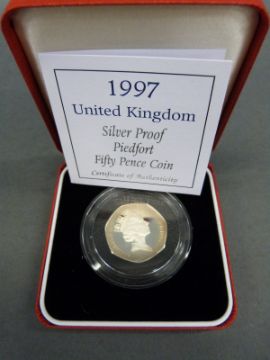 1997
United Kingdom
Silver Proof
Piedfort
Fifty Pence Coin
Certificate of Authenticity